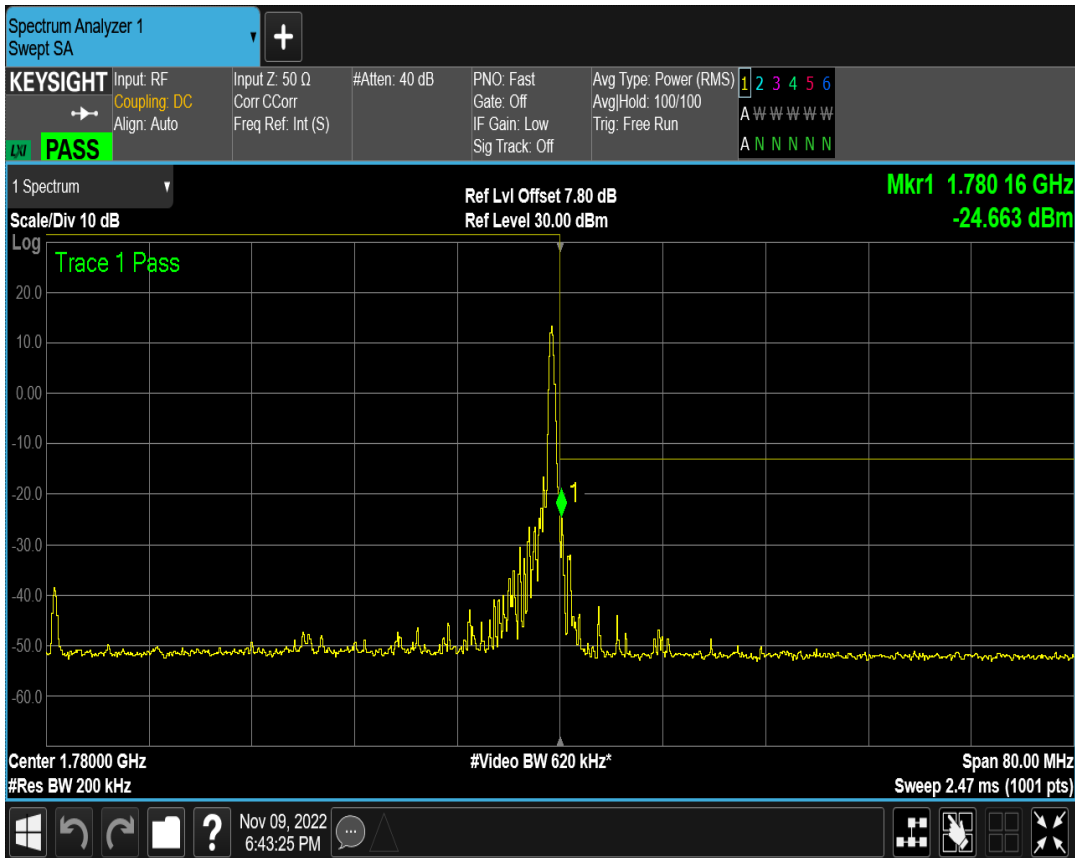 Spectrum Analyzer 1
Swept SA
+
KEYSIGHT
LXI PASS
Input: RF
Coupling: DC
Align: Auto
Input Z: 50 Ω
Corr CCorr
Freq Ref: Int (S)
#Atten: 40 dB
PNO: Fast
Gate: Off
IF Gain: Low
Sig Track: Off
Avg Type: Power (RMS)
Avg|Hold: 100/100
Trig: Free Run
1 2 3 4 5 6
A W W W W W
A N N N N N
1 Spectrum
Scale/Div 10 dB
Ref Lvl Offset 7.80 dB
Ref Level 30.00 dBm
Mkr1 1.780 16 GHz
-24.663 dBm
Log
Trace 1 Pass
20.0
10.0
0.00
-10.0
-20.0
1
-30.0
-40.0
-50.0
-60.0
Center 1.78000 GHz
#Video BW 620 kHz*
Span 80.00 MHz
#Res BW 200 kHz
Sweep 2.47 ms (1001 pts)
?
Nov 09, 2022
6:43:25 PM